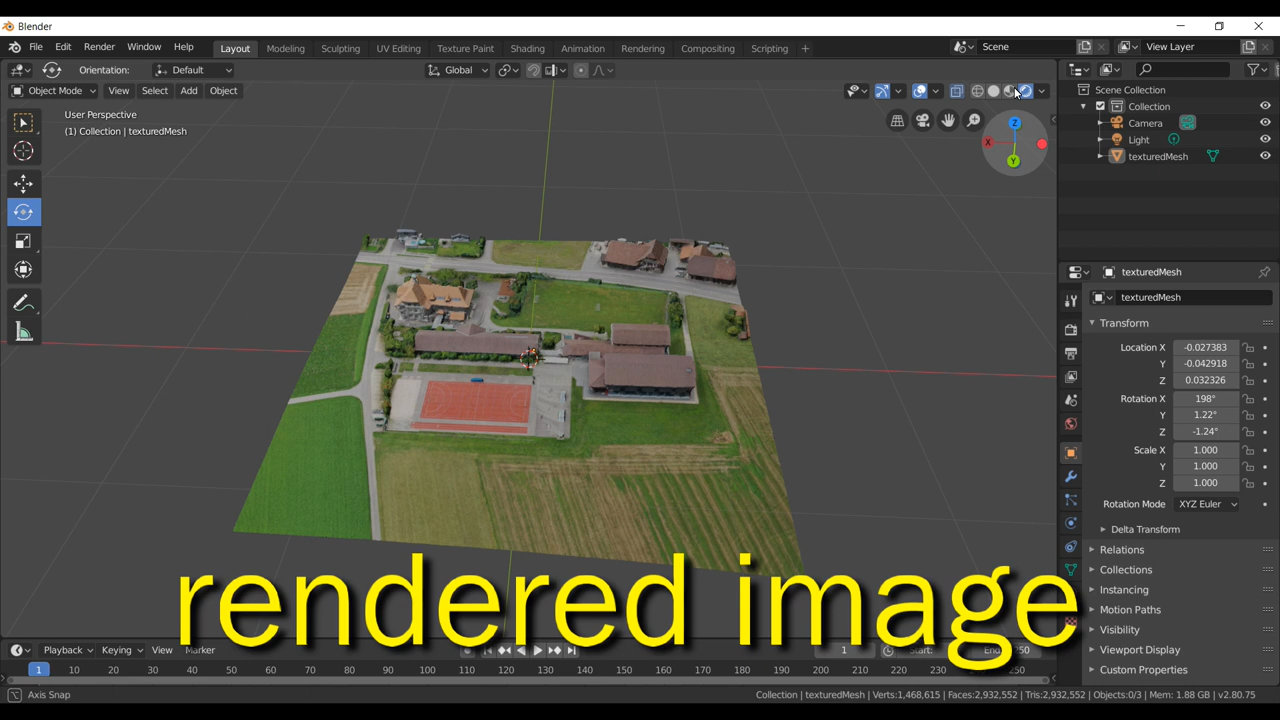 Blender
File Edit Render Window Help
Layout Modeling Sculpting UV Editing Texture Paint Shading Animation Rendering Compositing Scripting +
Scene
View Layer
Orientation: Default
Global
Object Mode View Select Add Object
User Perspective
(1) Collection | texturedMesh
Z
X
Y
Scene Collection
Collection
Camera
Light
texturedMesh
texturedMesh
texturedMesh
Transform
Location X -0.027383
Y -0.042918
Z 0.032326
Rotation X 198°
Y 1.22°
Z -1.24°
Scale X 1.000
Y 1.000
Z 1.000
Rotation Mode XYZ Euler
Delta Transform
Relations
Collections
Instancing
Motion Paths
Visibility
Viewport Display
Custom Properties
rendered image
Playback Keying View Marker
1 Start: End:
1 10 20 30 40 50 60 70 80 90 100 110 120 130 140 150 160 170 180 190 200 210 220 230 240 250
Axis Snap
Collection | texturedMesh | Verts:1,468,615 | Faces:2,932,552 | Tris:2,932,552 | Objects:0/3 | Mem: 1.88 GB | v2.80.75